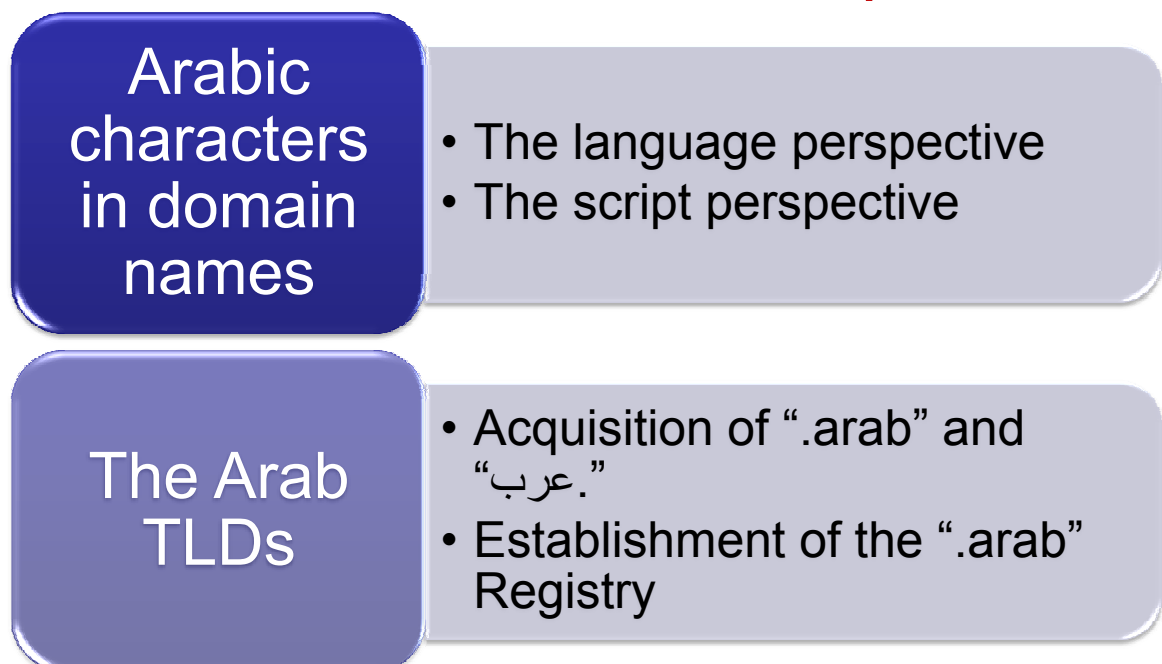 Arabic
characters
in domain
names
• The language perspective
• The script perspective
The Arab
TLDs
• Acquisition of “.arab” and
“.عرب”
• Establishment of the “.arab”
Registry